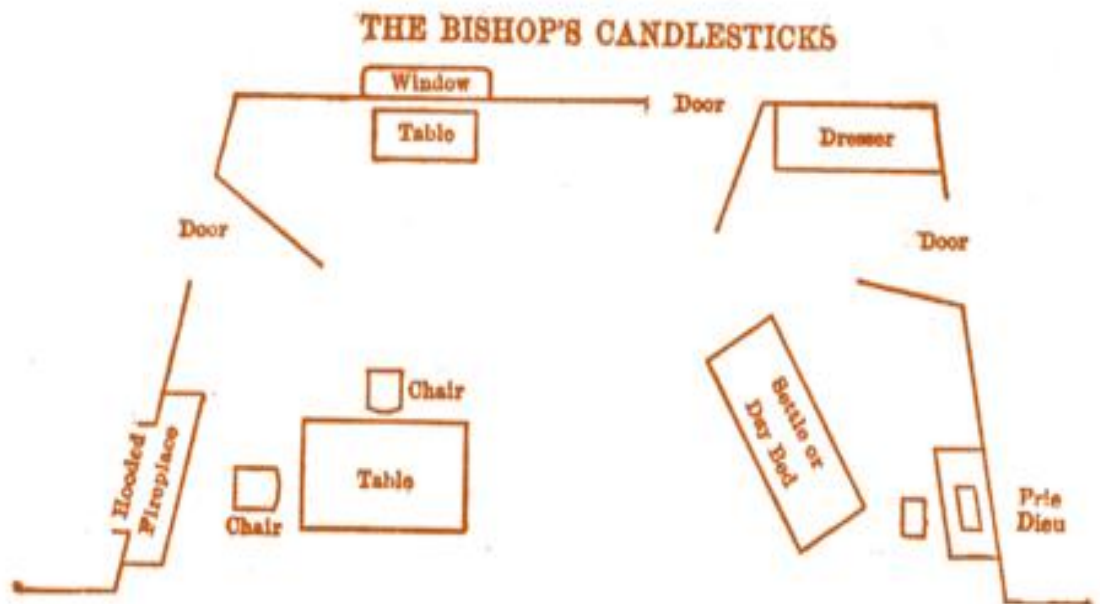 THE BISHOP'S CANDLESTICKS
Window
Door
Table
Dresser
Door
Door
Chair
Settle or
Day Bed
Hooded
Fireplace
Table
Chair
Prie
Dieu